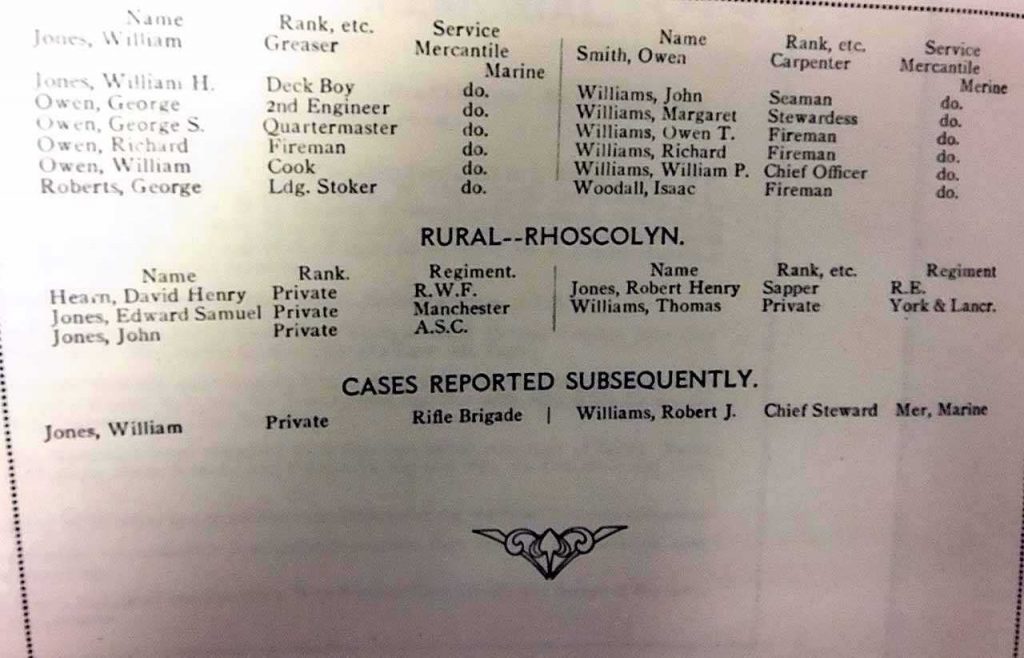 Name Rank, etc. Service
Jones, William Greaser Mercantile
Marine
Jones, William H. Deck Boy do.
Owen, George 2nd Engineer do.
Owen, George S. Quartermaster do.
Owen, Richard Fireman do.
Owen, William Cook do.
Roberts, George Ldg. Stoker do.
Name Rank, etc. Service
Smith, Owen Carpenter Mercantile
Merine
Williams, John Seaman do.
Williams, Margaret Stewardess do.
Williams, Owen T. Fireman do.
Williams, Richard Fireman do.
Williams, William P. Chief Officer do.
Woodall, Isaac Fireman do.
RURAL--RHOSCOLYN.
Name Rank. Regiment.
Hearn, David Henry Private R.W.F.
Jones, Edward Samuel Private Manchester
Jones, John Private A.S.C.
Name Rank, etc. Regiment
Jones, Robert Henry Sapper R.E.
Williams, Thomas Private York & Lancr.
CASES REPORTED SUBSEQUENTLY.
Jones, William Private Rifle Brigade | Williams, Robert J. Chief Steward Mer, Marine